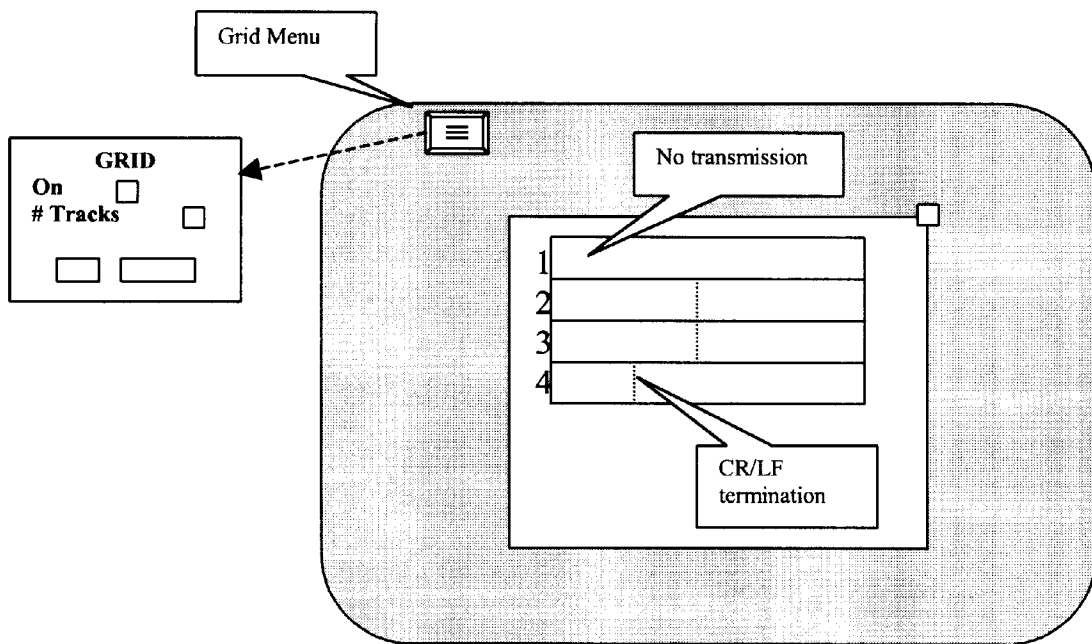 Grid Menu
GRID
On
# Tracks
No transmission
1
2
3
4
CR/LF
termination